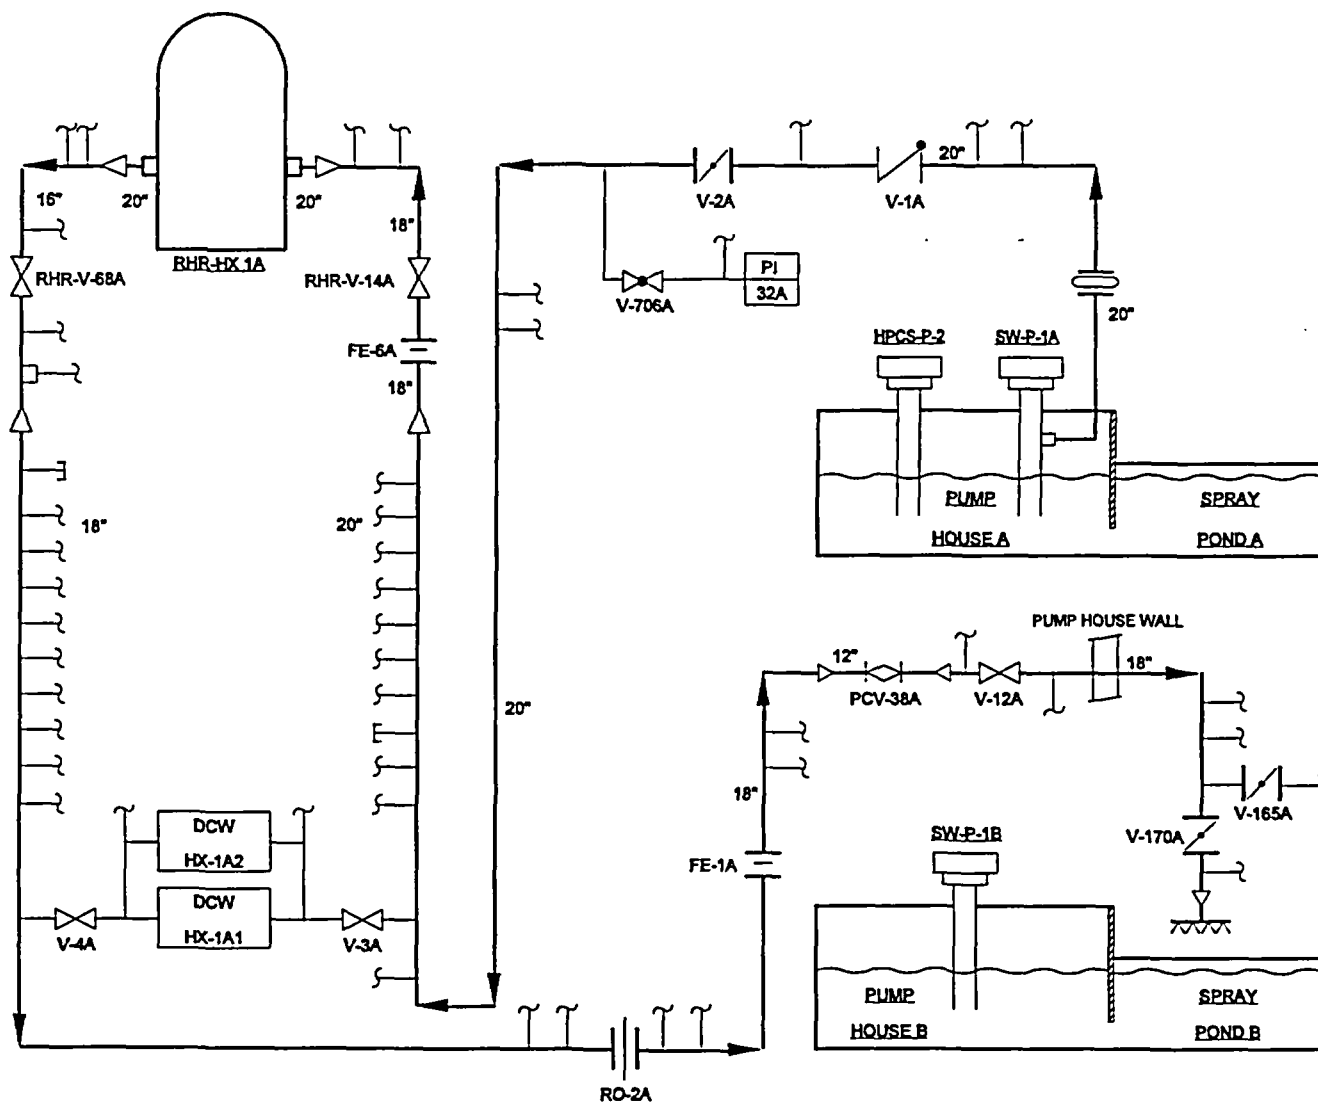 20"
V-2A
V-1A
16"
20"
20"
18"
RHR-HX 1A
RHR-V-68A
RHR-V-14A
V-706A
PI
32A
20"
FE-6A
18"
HPCS-P-2
SW-P-1A
PUMP
HOUSE A
SPRAY
POND A
18"
20"
20"
PUMP HOUSE WALL
12"
18"
PCV-38A
V-12A
18"
V-165A
V-170A
FE-1A
SW-P-1B
DCW
HX-1A2
DCW
HX-1A1
V-4A
V-3A
PUMP
HOUSE B
SPRAY
POND B
RO-2A